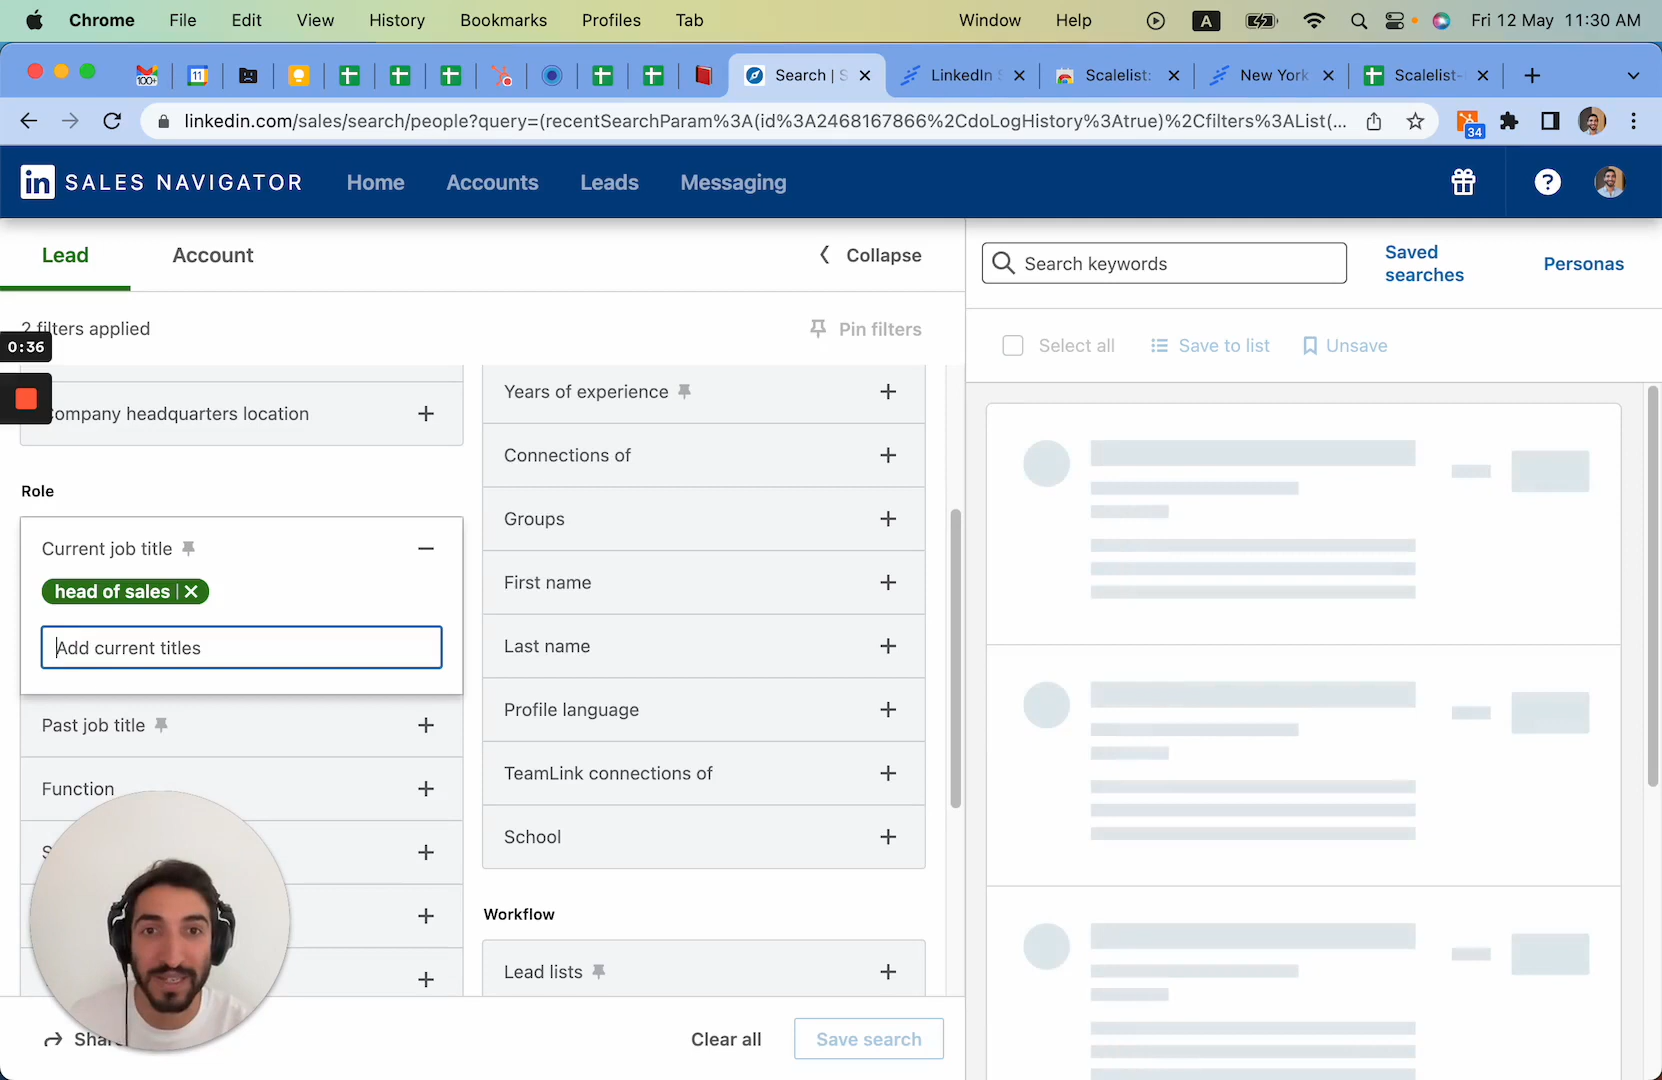 Chrome File Edit View History Bookmarks Profiles Tab Window Help A Fri 12 May 11:30 AM
100+ 11 Search | S LinkedIn S Scalelist: New York Scalelist-
linkedin.com/sales/search/people?query=(recentSearchParam%3A(id%3A2468167866%2CdoLogHistory%3Atrue)%2Cfilters%3AList(... 34
in SALES NAVIGATOR Home Accounts Leads Messaging ?
Lead Account Collapse
Search keywords
Saved searches
Personas
2 filters applied Pin filters
0:36
Select all Save to list Unsave
Company headquarters location
Role
Current job title
head of sales
Add current titles
Past job title
Function
Years of experience
Connections of
Groups
First name
Last name
Profile language
TeamLink connections of
School
Workflow
Lead lists
Clear all Save search